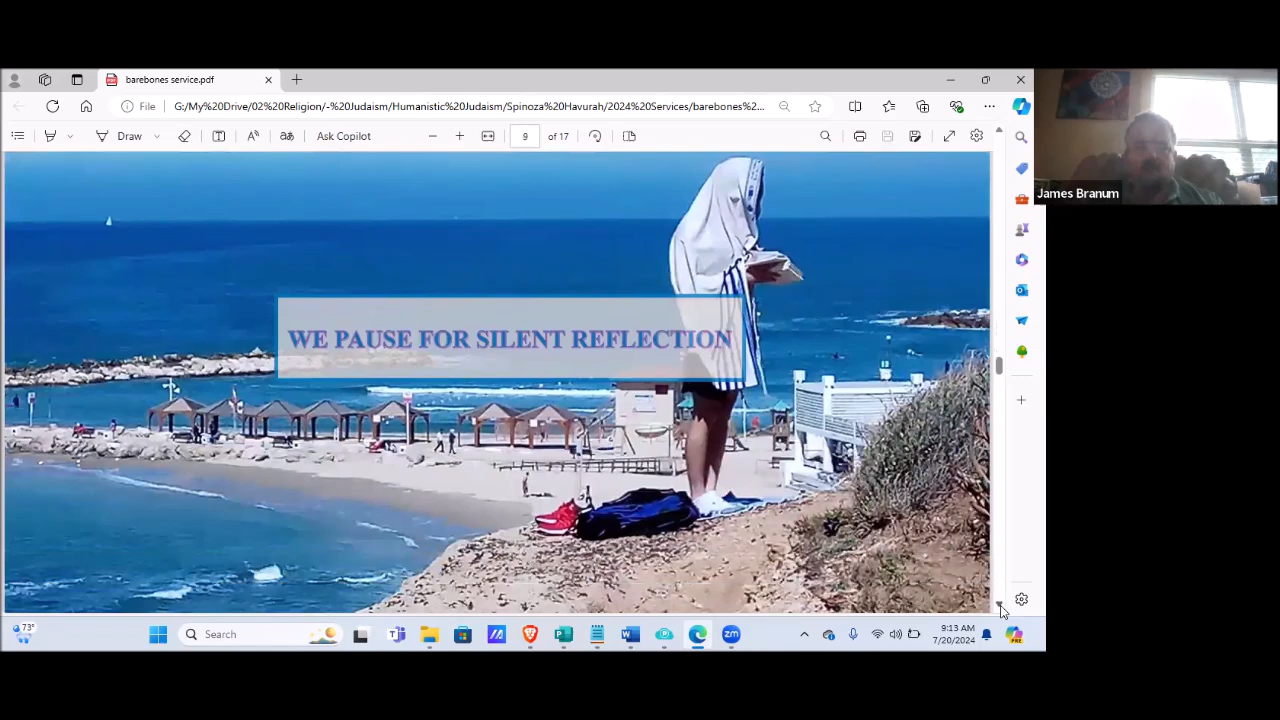 barebones service.pdf
File
G:/My%20Drive/02%20Religion/-%20Judaism/Humanistic%20Judaism/Spinoza%20Havurah/2024%20Services/barebones%2...
Draw
Ask Copilot
9
of 17
James Branum
WE PAUSE FOR SILENT REFLECTION
73°
Search
9:13 AM
7/20/2024